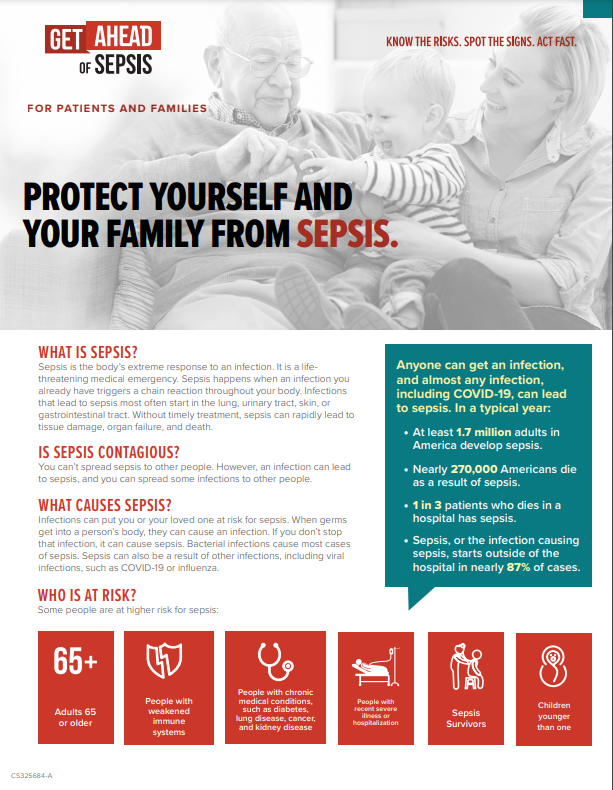 GET AHEAD
OF SEPSIS
KNOW THE RISKS. SPOT THE SIGNS. ACT FAST.
FOR PATIENTS AND FAMILIES
PROTECT YOURSELF AND
YOUR FAMILY FROM SEPSIS.
WHAT IS SEPSIS?
Sepsis is the body's extreme response to an infection. It is a life-
threatening medical emergency. Sepsis happens when an infection you
already have triggers a chain reaction throughout your body. Infections
that lead to sepsis most often start in the lung, urinary tract, skin, or
gastrointestinal tract. Without timely treatment, sepsis can rapidly lead to
tissue damage, organ failure, and death.
IS SEPSIS CONTAGIOUS?
You can't spread sepsis to other people. However, an infection can lead
to sepsis, and you can spread some infections to other people.
WHAT CAUSES SEPSIS?
Infections can put you or your loved one at risk for sepsis. When germs
get into a person's body, they can cause an infection. If you don't stop
that infection, it can cause sepsis. Bacterial infections cause most cases
of sepsis. Sepsis can also be a result of other infections, including viral
infections, such as COVID-19 or influenza.
Anyone can get an infection,
and almost any infection,
including COVID-19, can lead
to sepsis. In a typical year:
• At least 1.7 million adults in
America develop sepsis.
• Nearly 270,000 Americans die
as a result of sepsis.
• 1 in 3 patients who dies in a
hospital has sepsis.
• Sepsis, or the infection causing
sepsis, starts outside of the
hospital in nearly 87% of cases.
WHO IS AT RISK?
Some people are at higher risk for sepsis:
65+
Adults 65
or older
People with
weakened
immune
systems
People with chronic
medical conditions,
such as diabetes,
lung disease, cancer,
and kidney disease
People with
recent severe
illness or
hospitalization
Sepsis
Survivors
Children
younger
than one
CS325684-A